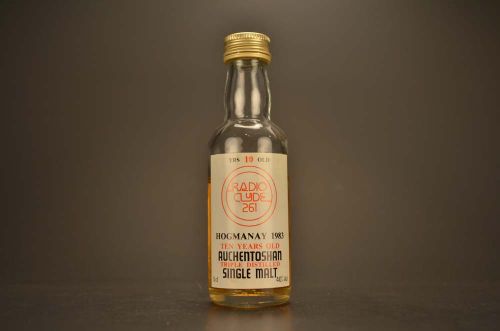 YRS 10 OLD
RADIO
CLYDE
261
HOGMANAY 1983
TEN YEARS OLD
AUCHENTOSHAN
TRIPLE DISTILLED
SINGLE MALT